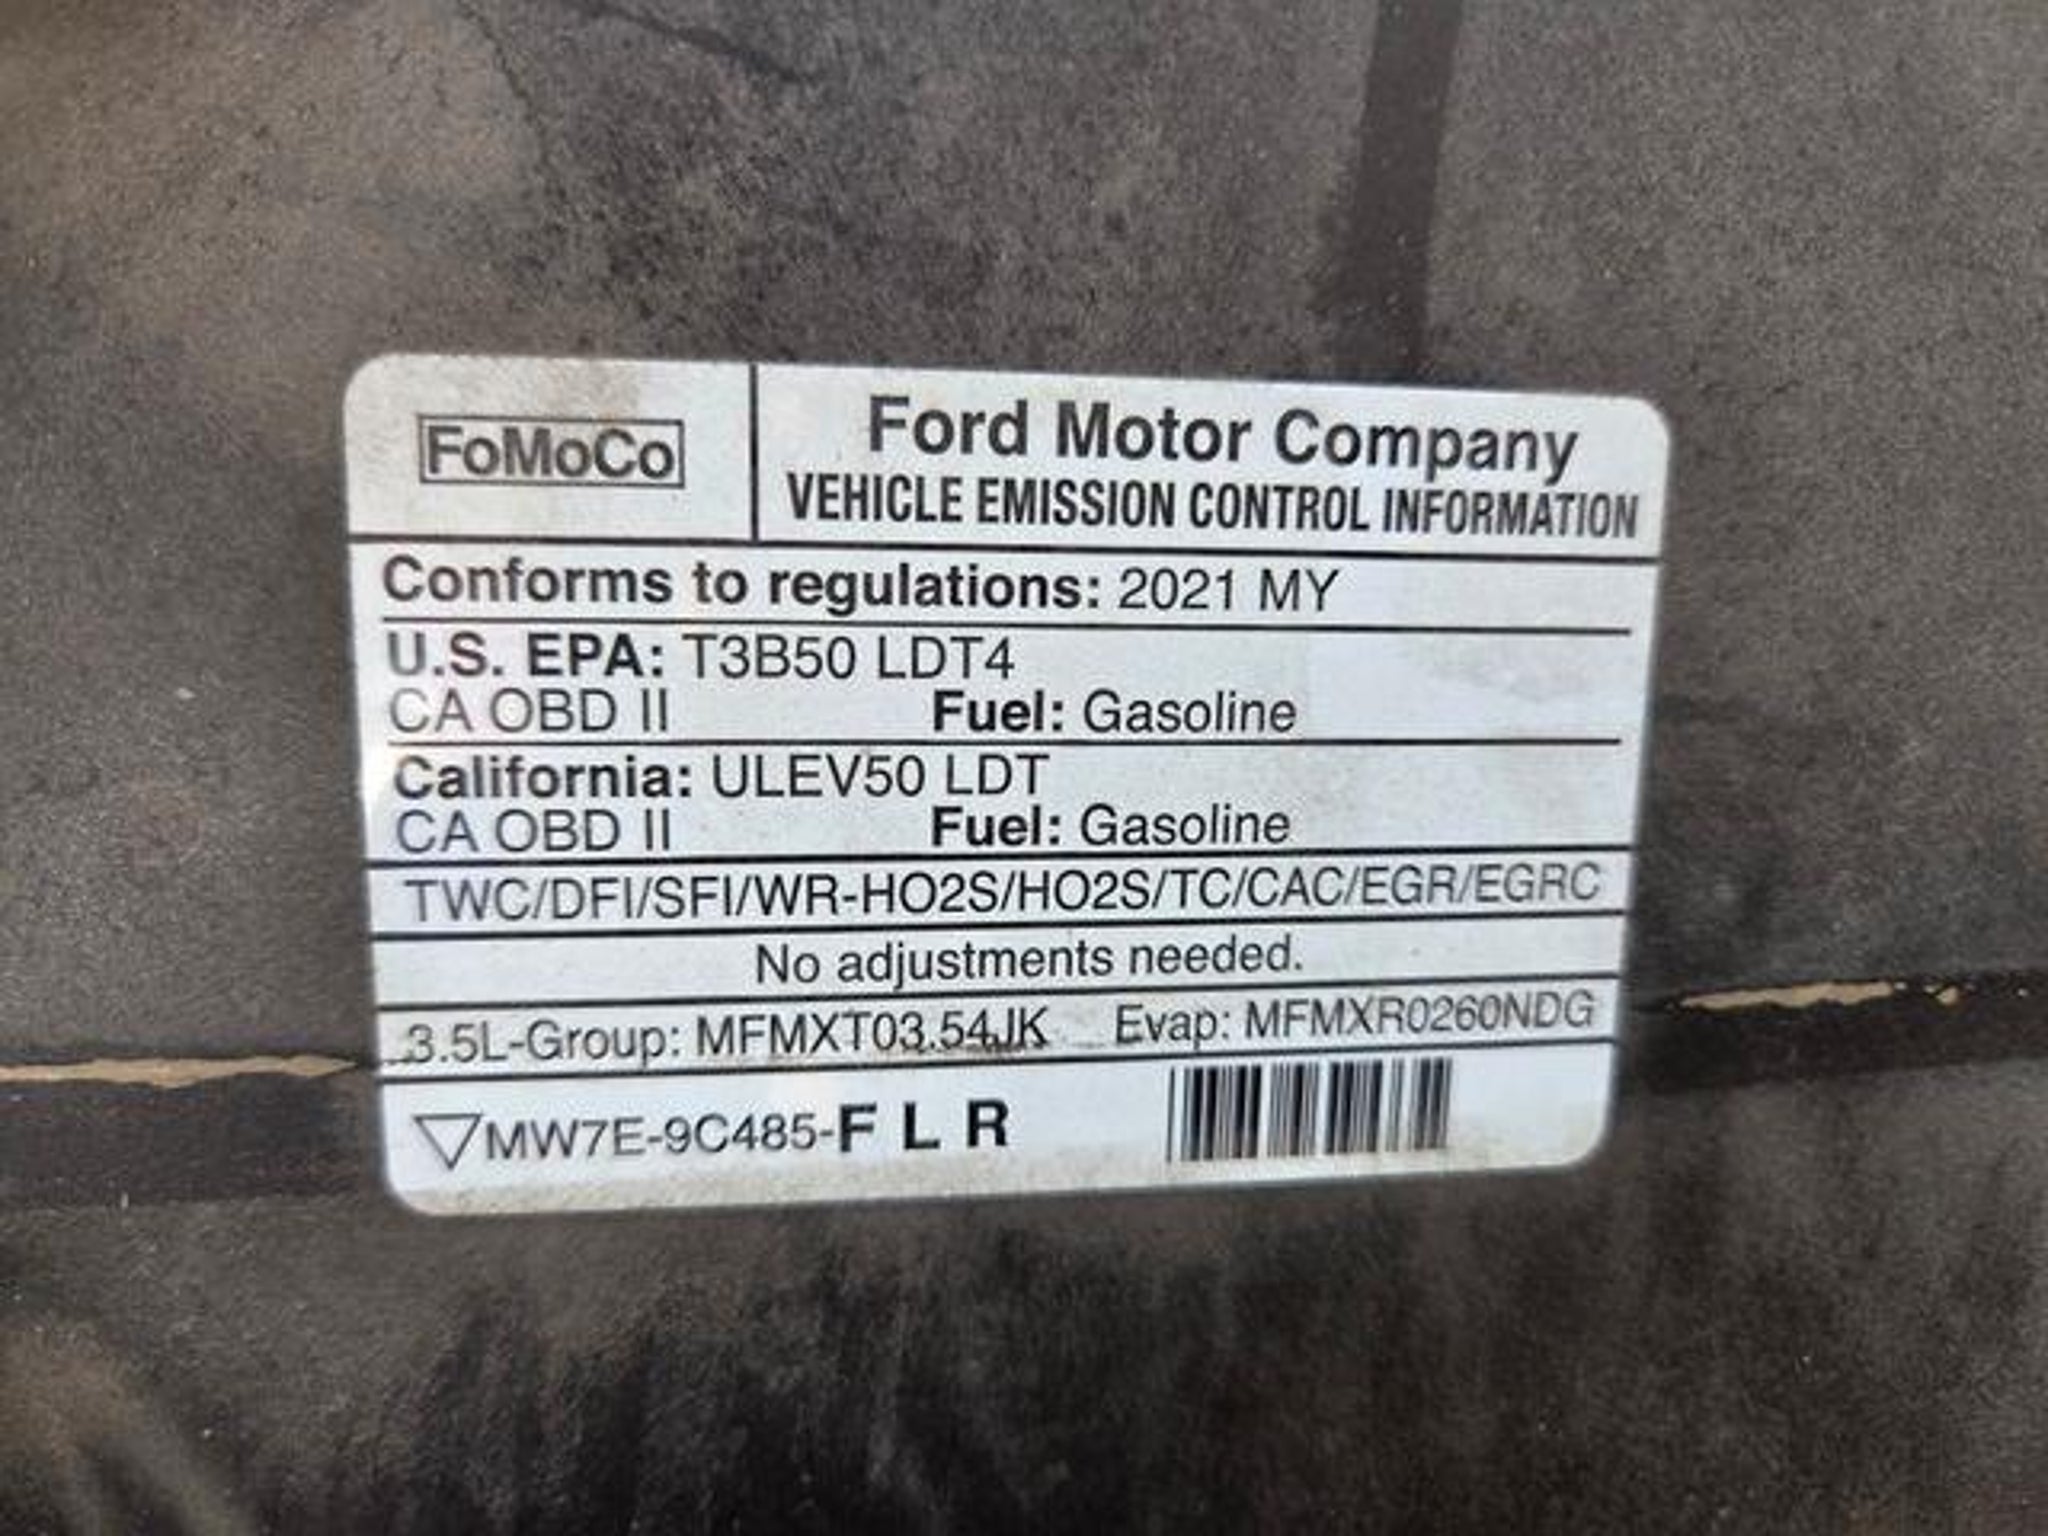 FoMoCo
Ford Motor Company
VEHICLE EMISSION CONTROL INFORMATION
Conforms to regulations: 2021 MY
U.S. EPA: T3B50 LDT4
CA OBD II Fuel: Gasoline
California: ULEV50 LDT
CA OBD II Fuel: Gasoline
TWC/DFI/SFI/WR-HO2S/HO2S/TC/CAC/EGR/EGRC
No adjustments needed.
3.5L-Group: MFMXT03.54JK Evap: MFMXR0260NDG
MW7E-9C485-F L R